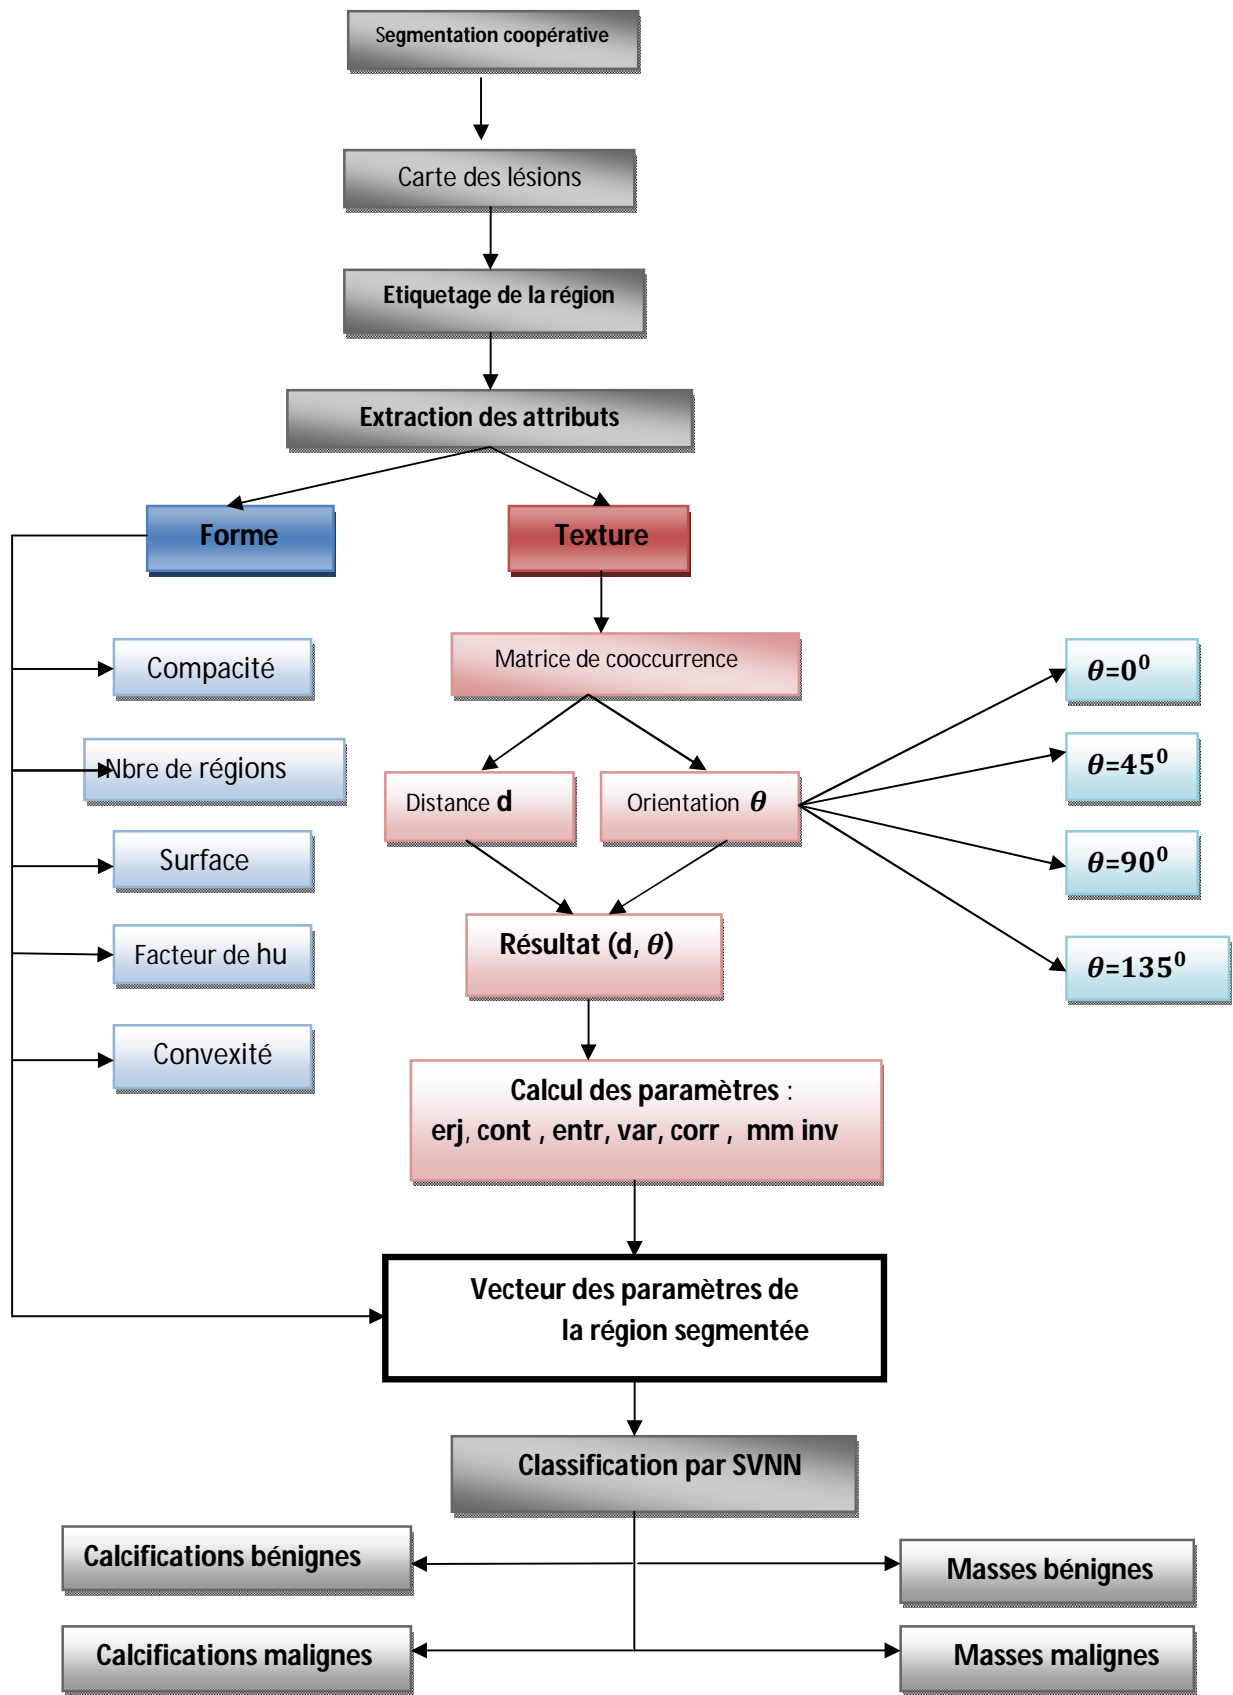 Segmentation coopérative
Carte des lésions
Etiquetage de la région
Extraction des attributs
Forme
Texture
Compacité
Matrice de cooccurrence
θ=0⁰
Nbre de régions
Distance d
Orientation θ
θ=45⁰
Surface
θ=90⁰
Facteur de hu
Résultat (d, θ)
θ=135⁰
Convexité
Calcul des paramètres :
erj, cont , entr, var, corr , mm inv
Vecteur des paramètres de
la région segmentée
Classification par SVNN
Calcifications bénignes
Masses bénignes
Calcifications malignes
Masses malignes